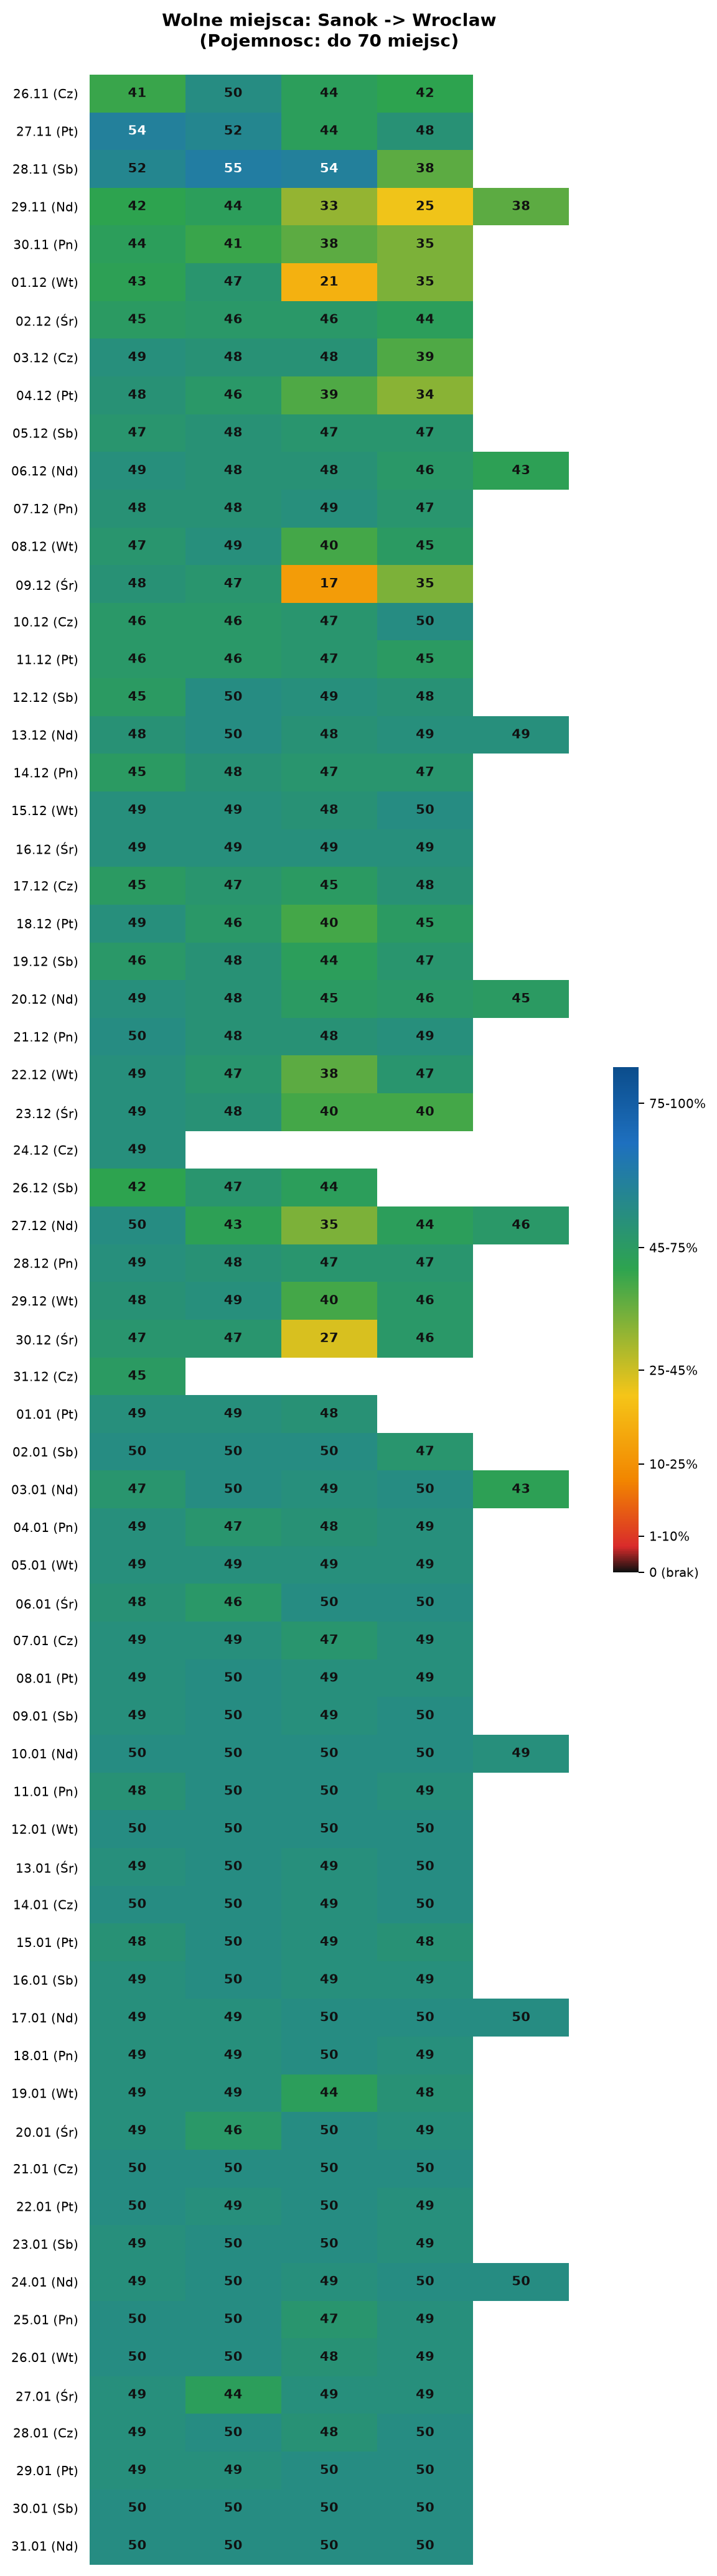 Wolne miejsca: Sanok -> Wroclaw
(Pojemnosc: do 70 miejsc)
26.11 (Cz) 41 50 44 42
27.11 (Pt) 54 52 44 48
28.11 (Sb) 52 55 54 38
29.11 (Nd) 42 44 33 25 38
30.11 (Pn) 44 41 38 35
01.12 (Wt) 43 47 21 35
02.12 (Śr) 45 46 46 44
03.12 (Cz) 49 48 48 39
04.12 (Pt) 48 46 39 34
05.12 (Sb) 47 48 47 47
06.12 (Nd) 49 48 48 46 43
07.12 (Pn) 48 48 49 47
08.12 (Wt) 47 49 40 45
09.12 (Śr) 48 47 17 35
10.12 (Cz) 46 46 47 50
11.12 (Pt) 46 46 47 45
12.12 (Sb) 45 50 49 48
13.12 (Nd) 48 50 48 49 49
14.12 (Pn) 45 48 47 47
15.12 (Wt) 49 49 48 50
16.12 (Śr) 49 49 49 49
17.12 (Cz) 45 47 45 48
18.12 (Pt) 49 46 40 45
19.12 (Sb) 46 48 44 47
20.12 (Nd) 49 48 45 46 45
21.12 (Pn) 50 48 48 49
22.12 (Wt) 49 47 38 47
23.12 (Śr) 49 48 40 40
24.12 (Cz) 49
26.12 (Sb) 42 47 44
27.12 (Nd) 50 43 35 44 46
28.12 (Pn) 49 48 47 47
29.12 (Wt) 48 49 40 46
30.12 (Śr) 47 47 27 46
31.12 (Cz) 45
01.01 (Pt) 49 49 48
02.01 (Sb) 50 50 50 47
03.01 (Nd) 47 50 49 50 43
04.01 (Pn) 49 47 48 49
05.01 (Wt) 49 49 49 49
06.01 (Śr) 48 46 50 50
07.01 (Cz) 49 49 47 49
08.01 (Pt) 49 50 49 49
09.01 (Sb) 49 50 49 50
10.01 (Nd) 50 50 50 50 49
11.01 (Pn) 48 50 50 49
12.01 (Wt) 50 50 50 50
13.01 (Śr) 49 50 49 50
14.01 (Cz) 50 50 49 50
15.01 (Pt) 48 50 49 48
16.01 (Sb) 49 50 49 49
17.01 (Nd) 49 49 50 50 50
18.01 (Pn) 49 49 50 49
19.01 (Wt) 49 49 44 48
20.01 (Śr) 49 46 50 49
21.01 (Cz) 50 50 50 50
22.01 (Pt) 50 49 50 49
23.01 (Sb) 49 50 50 49
24.01 (Nd) 49 50 49 50 50
25.01 (Pn) 50 50 47 49
26.01 (Wt) 50 50 48 49
27.01 (Śr) 49 44 49 49
28.01 (Cz) 49 50 48 50
29.01 (Pt) 49 49 50 50
30.01 (Sb) 50 50 50 50
31.01 (Nd) 50 50 50 50
75-100%
45-75%
25-45%
10-25%
1-10%
0 (brak)